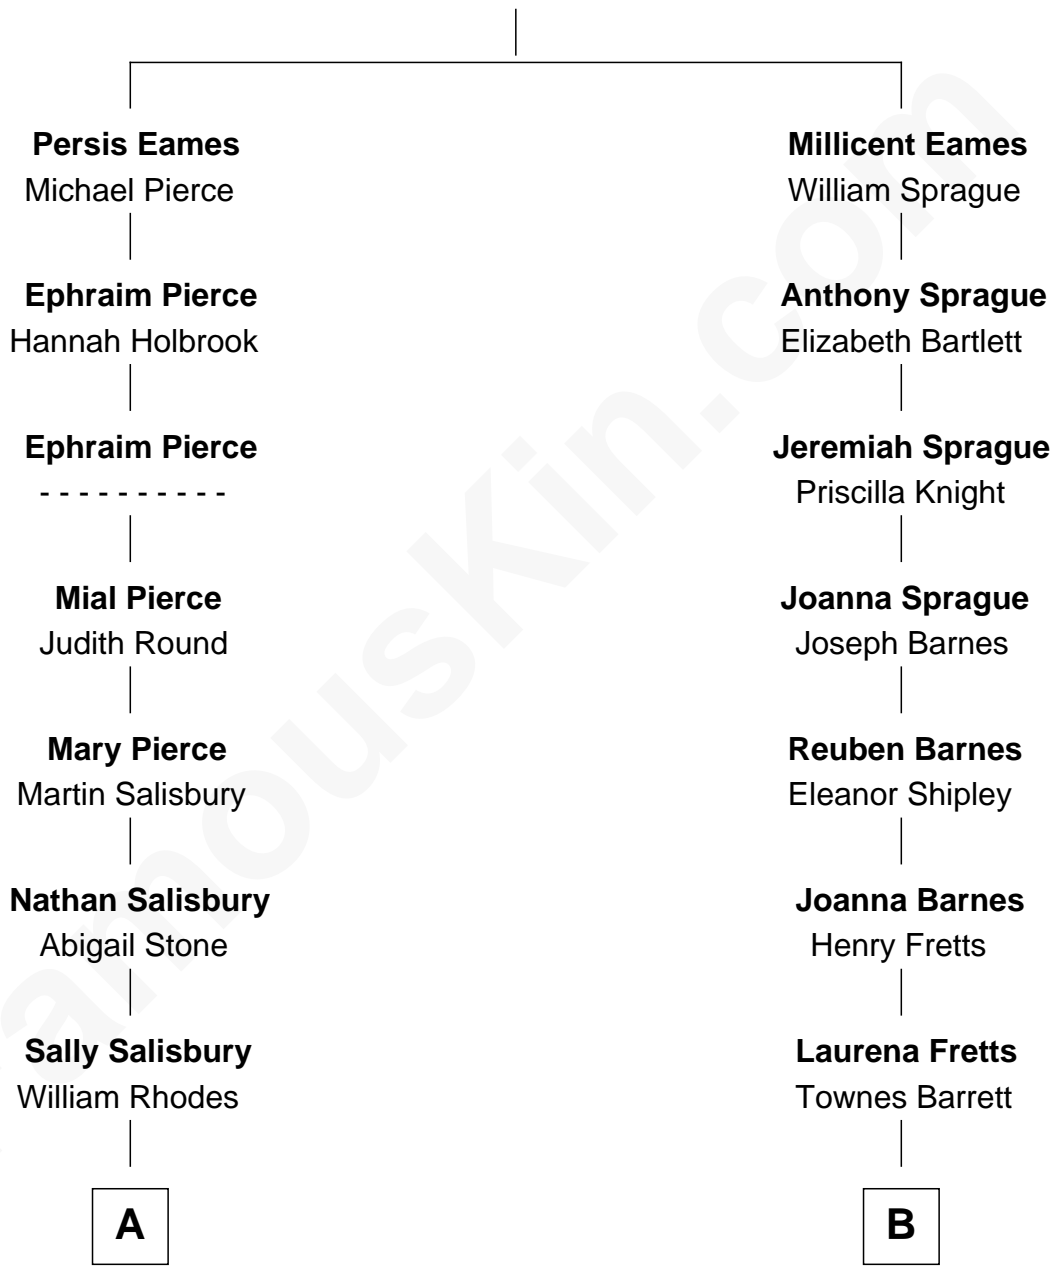 Persis Eames
Michael Pierce
Ephraim Pierce
Hannah Holbrook
Ephraim Pierce
- - - - - - - - - -
Mial Pierce
Judith Round
Mary Pierce
Martin Salisbury
Nathan Salisbury
Abigail Stone
Sally Salisbury
William Rhodes
A
Millicent Eames
William Sprague
Anthony Sprague
Elizabeth Bartlett
Jeremiah Sprague
Priscilla Knight
Joanna Sprague
Joseph Barnes
Reuben Barnes
Eleanor Shipley
Joanna Barnes
Henry Fretts
Laurena Fretts
Townes Barrett
B
amouskin.com